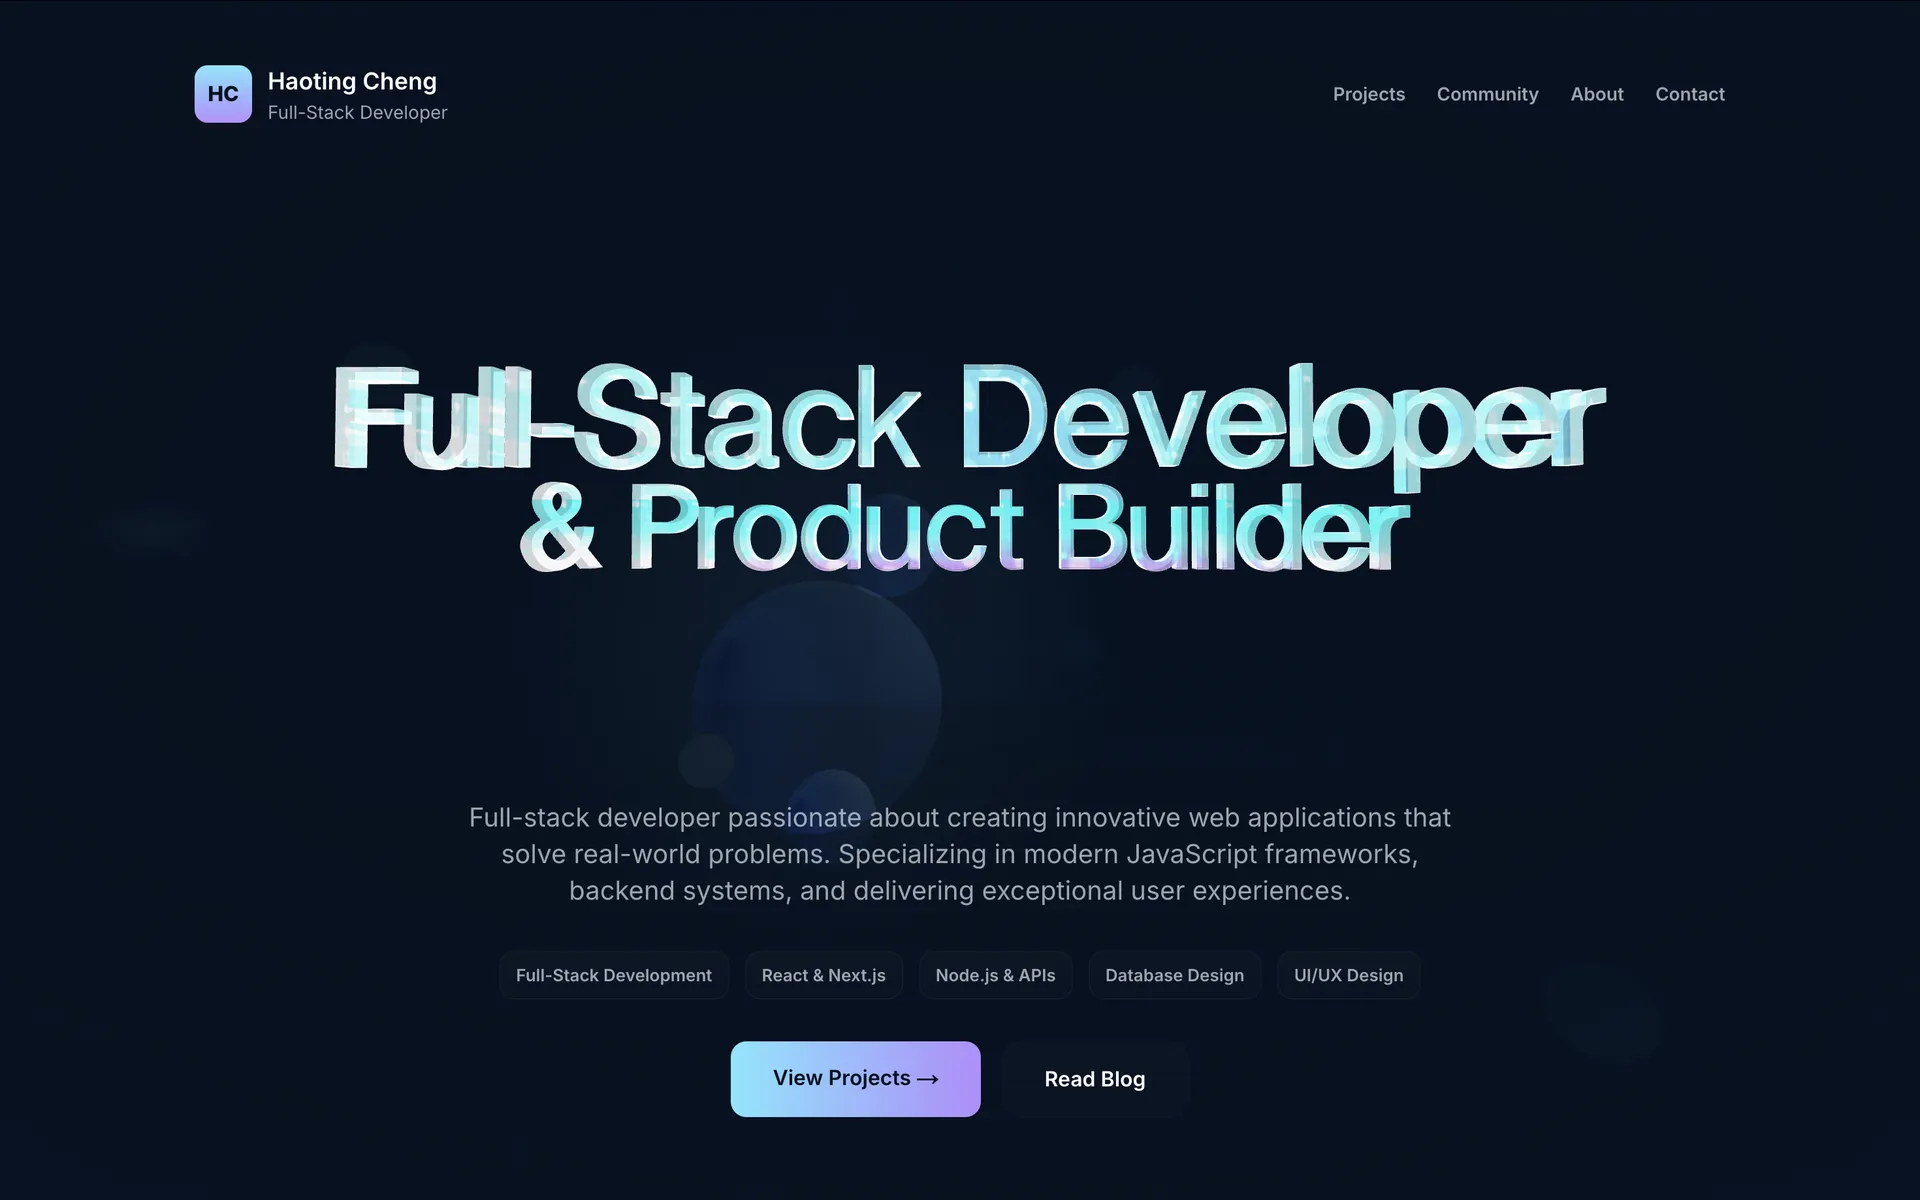 HC
Haoting Cheng
Full-Stack Developer
Projects
Community
About
Contact
Full-Stack Developer
& Product Builder
Full-stack developer passionate about creating innovative web applications that
solve real-world problems. Specializing in modern JavaScript frameworks,
backend systems, and delivering exceptional user experiences.
Full-Stack Development
React & Next.js
Node.js & APIs
Database Design
UI/UX Design
View Projects →
Read Blog